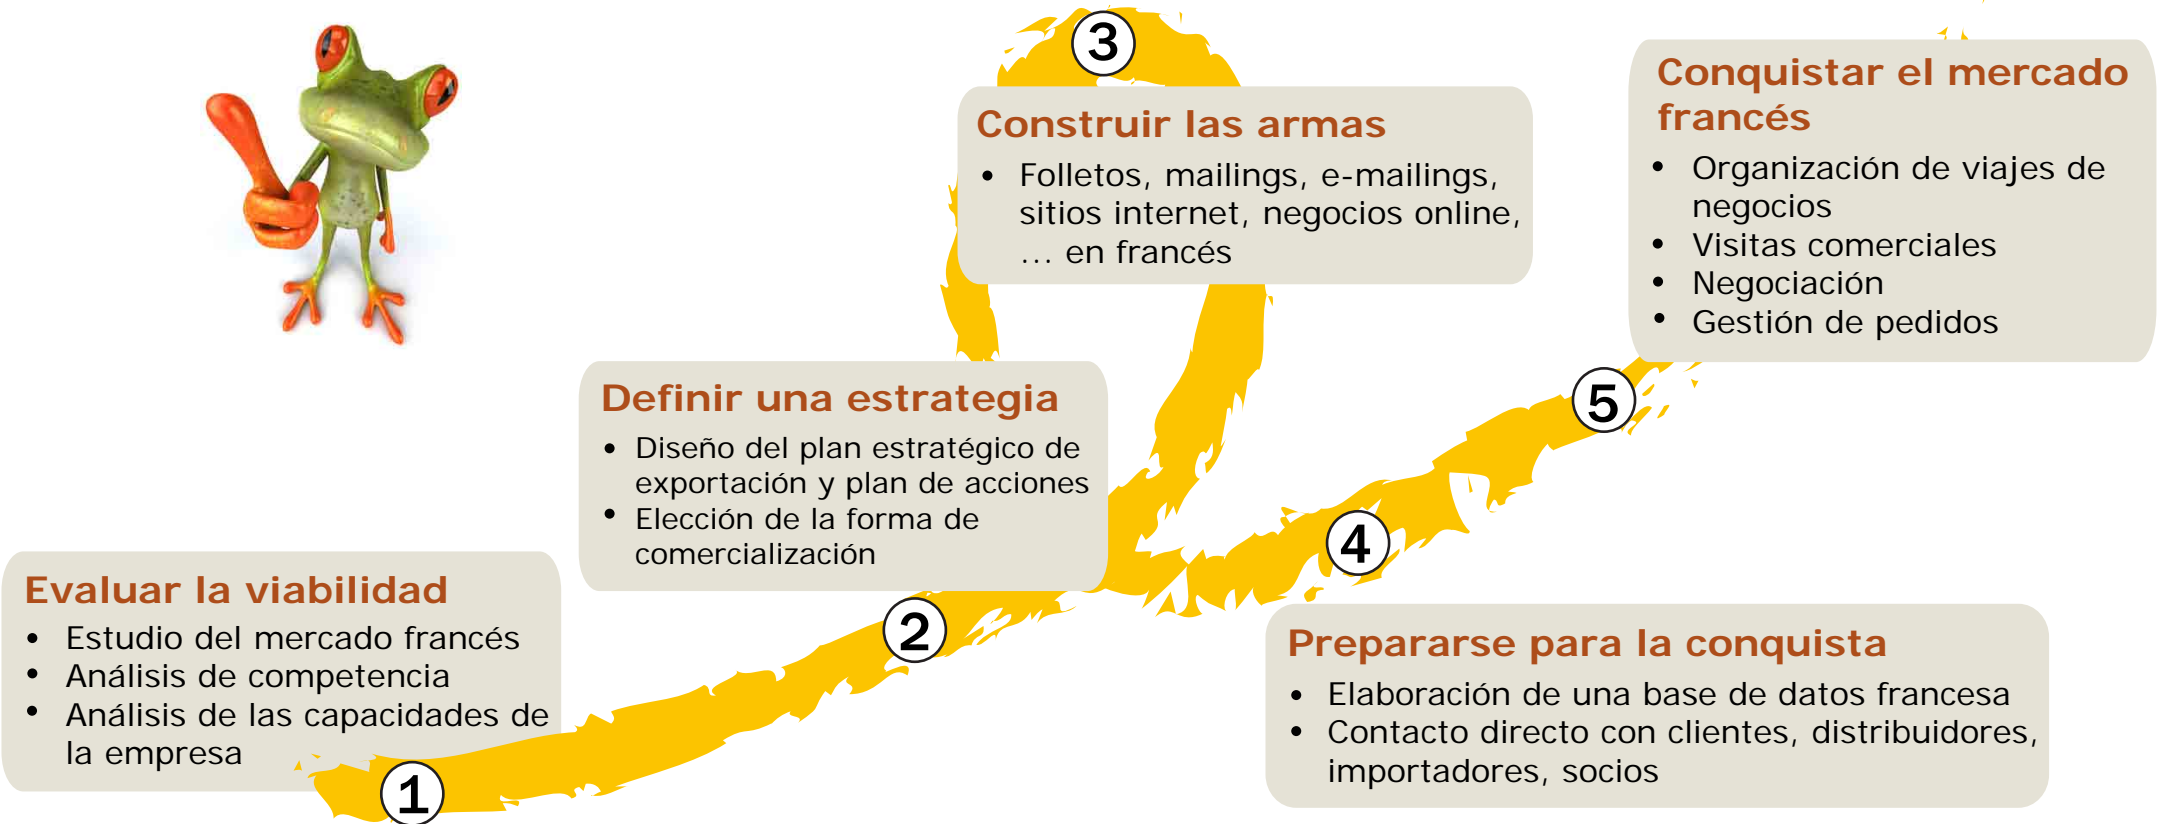 1
Evaluar la viabilidad
• Estudio del mercado francés
• Análisis de competencia
• Análisis de las capacidades de
la empresa
2
Definir una estrategia
• Diseño del plan estratégico de
exportación y plan de acciones
• Elección de la forma de
comercialización
3
Construir las armas
• Folletos, mailings, e-mailings,
sitios internet, negocios online,
... en francés
4
Prepararse para la conquista
• Elaboración de una base de datos francesa
• Contacto directo con clientes, distribuidores,
importadores, socios
5
Conquistar el mercado
francés
• Organización de viajes de
negocios
• Visitas comerciales
• Negociación
• Gestión de pedidos